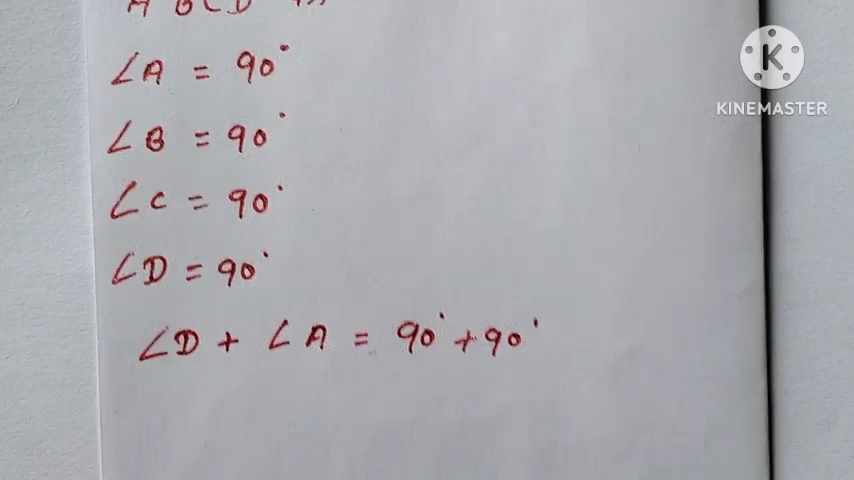 A B C D
∠A = 90°
∠B = 90°
∠C = 90°
∠D = 90°
∠D + ∠A = 90° + 90°
K
KINEMASTER